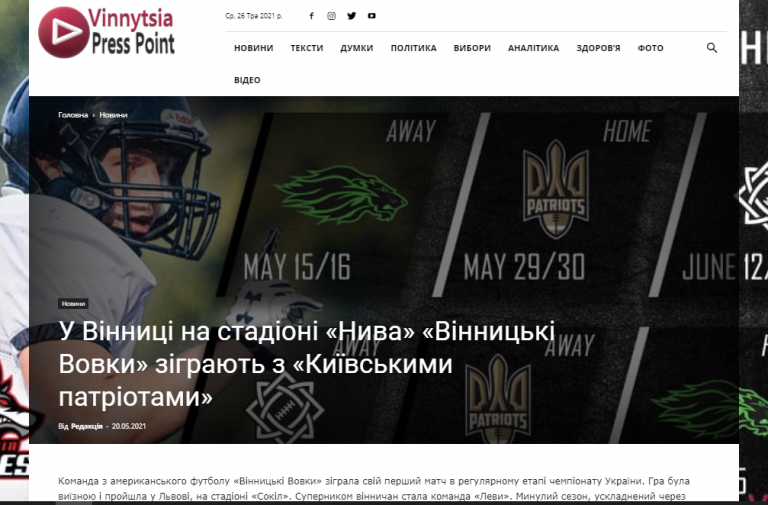 Vinnytsia
Press Point
Ср, 26 Тра 2021 р.
НОВИНИ ТЕКСТИ ДУМКИ ПОЛІТИКА ВИБОРИ АНАЛІТИКА ЗДОРОВ'Я ФОТО
ВІДЕО
Головна › Новини
AWAY
HOME
PATRIOTS
MAY 15/16
MAY 29/30
JUNE 12/
Новини
У Вінниці на стадіоні «Нива» «Вінницькі
Вовки» зіграють з «Київськими
патріотами»
AWAY
AWAY
PATRIOTS
Від Редакція - 20.05.2021
Команда з американського футболу «Вінницькі Вовки» зіграла свій перший матч в регулярному етапі чемпіонату України. Гра була
виїзною і пройшла у Львові, на стадіоні «Сокіл». Суперником вінничан стала команда «Леви». Минулий сезон, ускладнений через